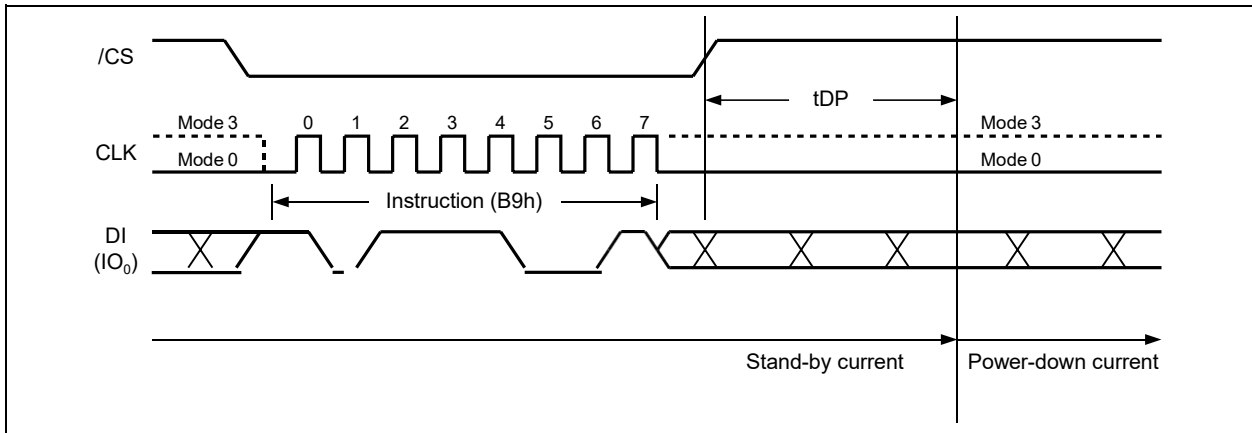 /CS
tDP
Mode 3 0 1 2 3 4 5 6 7 Mode 3
CLK
Mode 0 Mode 0
Instruction (B9h)
DI
(IO₀)
Stand-by current Power-down current